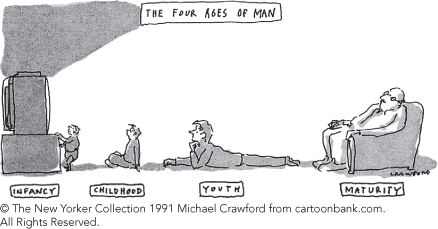 THE FOUR AGES OF MAN
INFANCY
CHILDHOOD
YOUTH
MATURITY
CRAWFORD
© The New Yorker Collection 1991 Michael Crawford from cartoonbank.com.
All Rights Reserved.